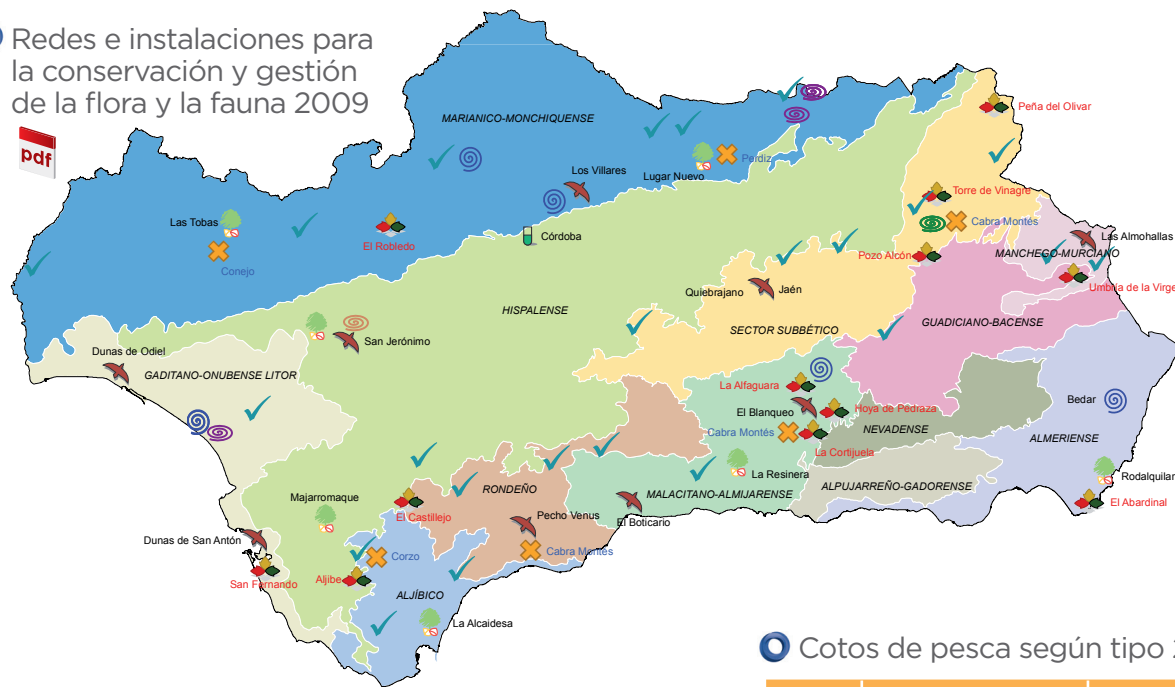 Redes e instalaciones para
la conservación y gestión
de la flora y la fauna 2009
pdf
MARIANICO-MONCHIQUENSE
Peña del Olivar
Perdiz
Lugar Nuevo
Los Villares
Torre de Vinagre
Las Tobas
Cabra Montés
El Robledo
Córdoba
Las Almohallas
MANCHEGO-MURCIANO
Pozo Alcón
Conejo
Umbría de la Virge
Quiebrajano
Jaén
HISPALENSE
GUADICIANO-BACENSE
SECTOR SUBBÉTICO
San Jerónimo
Dunas de Odiel
GADITANO-ONUBENSE LITOR
La Alfaguara
Bedar
El Blanqueo
Hoya de Pedraza
NEVADENSE
Cabra Montés
ALMERIENSE
La Cortijuela
La Resinera
Rodalquilar
ALPUJARREÑO-GADORENSE
RONDEÑO
MALACITANO-ALMIJARENSE
Majarromaque
El Castillejo
El Abardinal
Pecho Venus
El Boticario
Dunas de San Antón
Cabra Montés
Corzo
San Fernando
Aljibe
ALJÍBICO
La Alcaidesa
Cotos de pesca según tipo